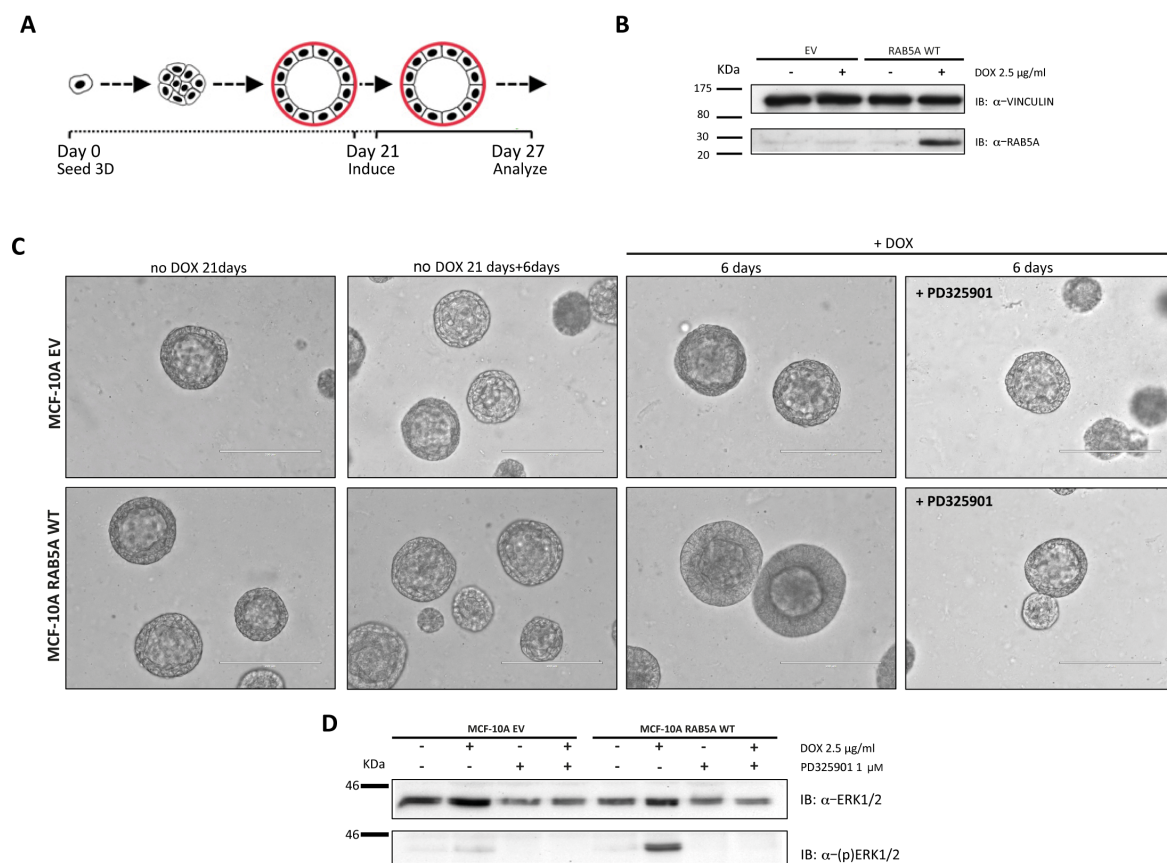 A
Day 0
Seed 3D
Day 21
Induce
Day 27
Analyze
B
EV
RAB5A WT
KDa
- + - +
DOX 2.5 µg/ml
175
80
IB: α-VINCULIN
30
20
IB: α-RAB5A
C
+ DOX
no DOX 21days
no DOX 21 days+6days
6 days
6 days
MCF-10A EV
+ PD325901
MCF-10A RAB5A WT
+ PD325901
D
MCF-10A EV
MCF-10A RAB5A WT
- + - + - + - +
DOX 2.5 µg/ml
KDa
- - + + - - + +
PD325901 1 µM
46
IB: α-ERK1/2
46
IB: α-(p)ERK1/2